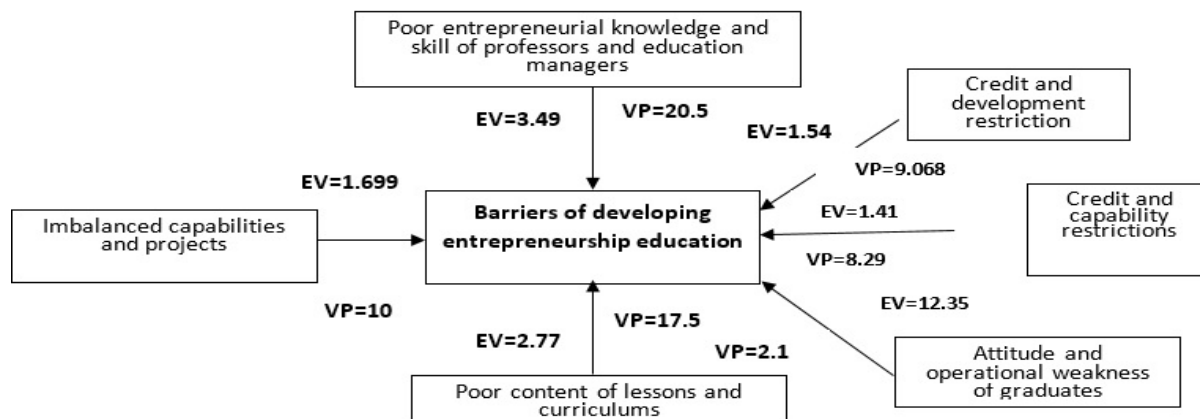 Poor entrepreneurial knowledge and
skill of professors and education
managers
EV=3.49
VP=20.5
EV=1.54
Credit and
development
restriction
VP=9.068
EV=1.699
Imbalanced capabilities
and projects
VP=10
Barriers of developing
entrepreneurship education
EV=1.41
VP=8.29
Credit and
capability
restrictions
EV=2.77
VP=17.5
Poor content of lessons and
curriculums
EV=12.35
VP=2.1
Attitude and
operational weakness
of graduates